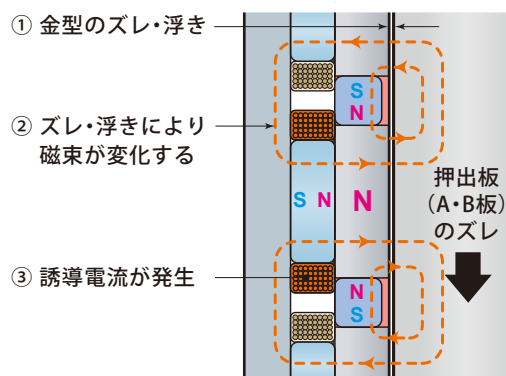 ① 金型のズレ・浮き
② ズレ・浮きにより
磁束が変化する
③ 誘導電流が発生
S
N
S N
N
N
S
押出板
(A・B板)
のズレ